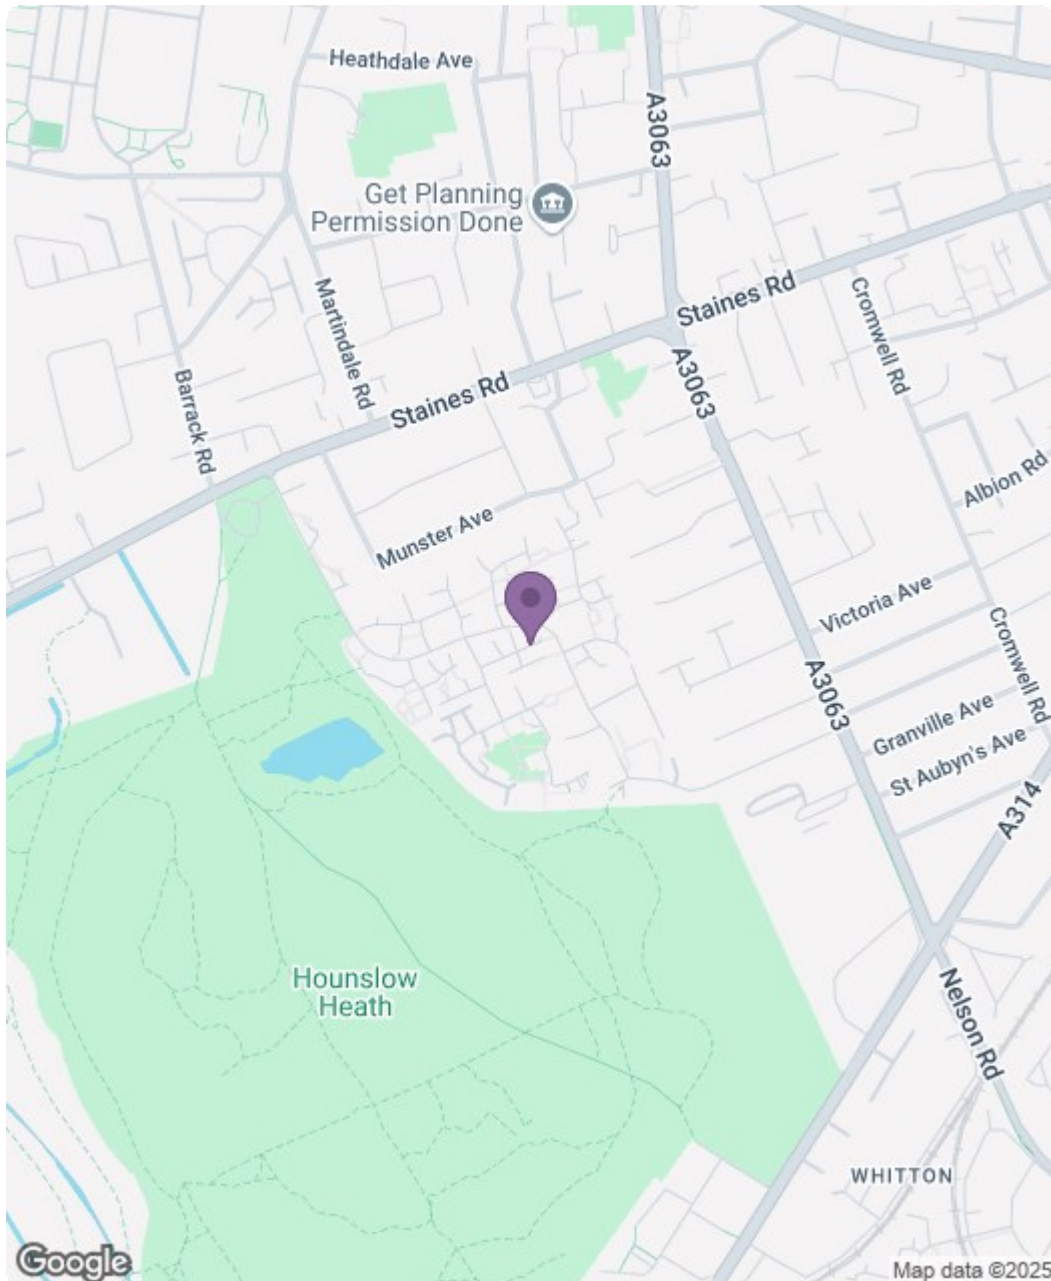 Heathdale Ave
A3063
Get Planning
Permission Done
Staines Rd
Martindale Rd
Cromwell Rd
A3063
Barrack Rd
Staines Rd
Albion Rd
Munster Ave
Victoria Ave
Cromwell Rd
A3063
Granville Ave
St Aubyn's Ave
A314
Hounslow
Heath
Nelson Rd
WHITTON
Google
Map data ©2025